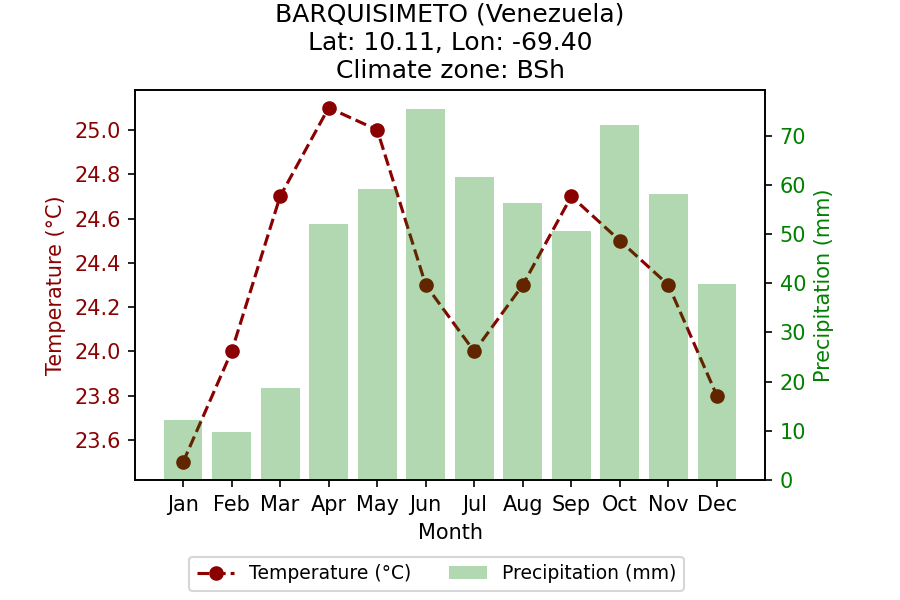 BARQUISIMETO (Venezuela)
Lat: 10.11, Lon: -69.40
Climate zone: BSh
Temperature (°C)
25.0
24.8
24.6
24.4
24.2
24.0
23.8
23.6
70
60
50
40
30
20
10
0
Precipitation (mm)
Jan Feb Mar Apr May Jun Jul Aug Sep Oct Nov Dec
Month
Temperature (°C) Precipitation (mm)